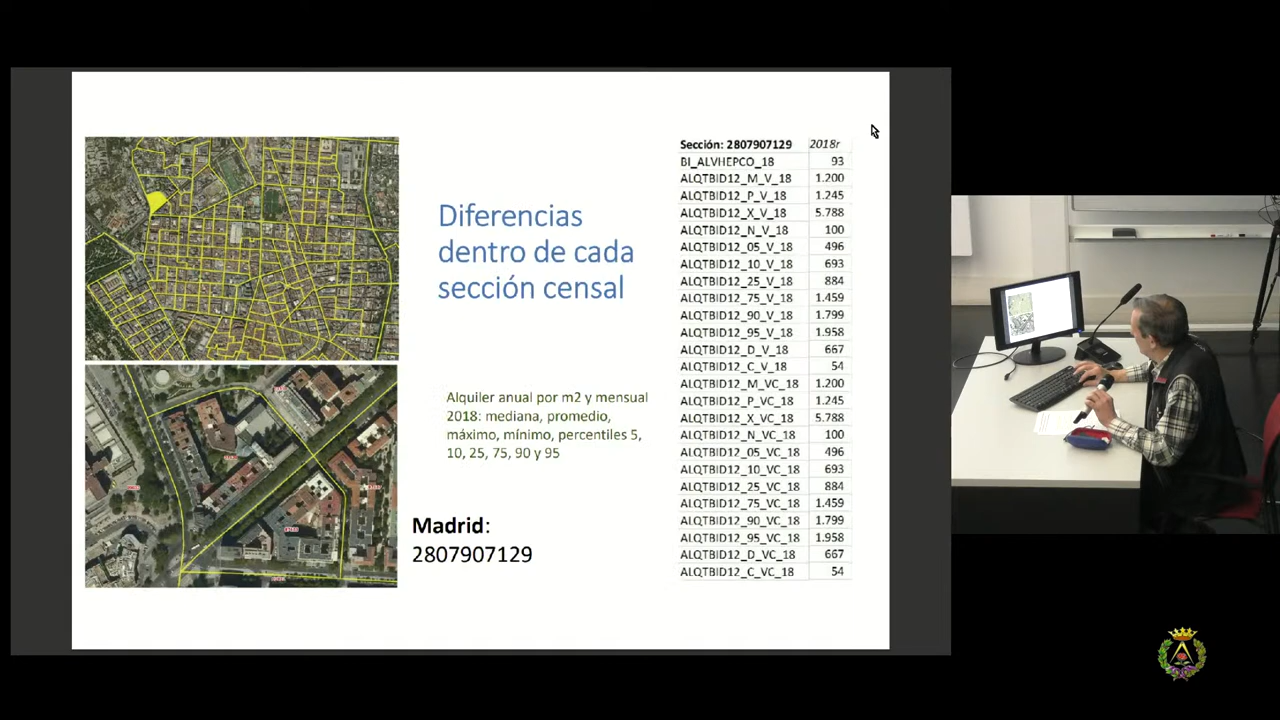 Diferencias
dentro de cada
sección censal
Alquiler anual por m2 y mensual
2018: mediana, promedio,
máximo, mínimo, percentiles 5,
10, 25, 75, 90 y 95
Madrid:
2807907129
Sección: 2807907129 2018r
BI_ALVHEPCO_18 93
ALQTBID12_M_V_18 1.200
ALQTBID12_P_V_18 1.245
ALQTBID12_X_V_18 5.788
ALQTBID12_N_V_18 100
ALQTBID12_05_V_18 496
ALQTBID12_10_V_18 693
ALQTBID12_25_V_18 884
ALQTBID12_75_V_18 1.459
ALQTBID12_90_V_18 1.799
ALQTBID12_95_V_18 1.958
ALQTBID12_D_V_18 667
ALQTBID12_C_V_18 54
ALQTBID12_M_VC_18 1.200
ALQTBID12_P_VC_18 1.245
ALQTBID12_X_VC_18 5.788
ALQTBID12_N_VC_18 100
ALQTBID12_05_VC_18 496
ALQTBID12_10_VC_18 693
ALQTBID12_25_VC_18 884
ALQTBID12_75_VC_18 1.459
ALQTBID12_90_VC_18 1.799
ALQTBID12_95_VC_18 1.958
ALQTBID12_D_VC_18 667
ALQTBID12_C_VC_18 54